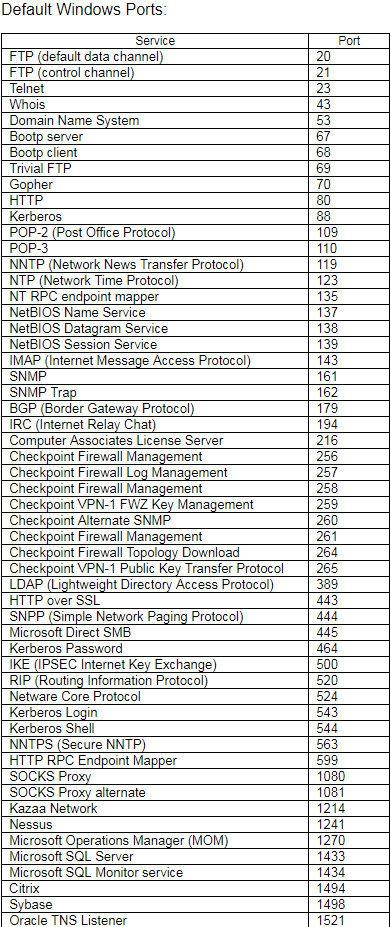 Default Windows Ports:
Service Port
FTP (default data channel) 20
FTP (control channel) 21
Telnet 23
Whois 43
Domain Name System 53
Bootp server 67
Bootp client 68
Trivial FTP 69
Gopher 70
HTTP 80
Kerberos 88
POP-2 (Post Office Protocol) 109
POP-3 110
NNTP (Network News Transfer Protocol) 119
NTP (Network Time Protocol) 123
NT RPC endpoint mapper 135
NetBIOS Name Service 137
NetBIOS Datagram Service 138
NetBIOS Session Service 139
IMAP (Internet Message Access Protocol) 143
SNMP 161
SNMP Trap 162
BGP (Border Gateway Protocol) 179
IRC (Internet Relay Chat) 194
Computer Associates License Server 216
Checkpoint Firewall Management 256
Checkpoint Firewall Log Management 257
Checkpoint Firewall Management 258
Checkpoint VPN-1 FWZ Key Management 259
Checkpoint Alternate SNMP 260
Checkpoint Firewall Management 261
Checkpoint Firewall Topology Download 264
Checkpoint VPN-1 Public Key Transfer Protocol 265
LDAP (Lightweight Directory Access Protocol) 389
HTTP over SSL 443
SNPP (Simple Network Paging Protocol) 444
Microsoft Direct SMB 445
Kerberos Password 464
IKE (IPSEC Internet Key Exchange) 500
RIP (Routing Information Protocol) 520
Netware Core Protocol 524
Kerberos Login 543
Kerberos Shell 544
NNTPS (Secure NNTP) 563
HTTP RPC Endpoint Mapper 599
SOCKS Proxy 1080
SOCKS Proxy alternate 1081
Kazaa Network 1214
Nessus 1241
Microsoft Operations Manager (MOM) 1270
Microsoft SQL Server 1433
Microsoft SQL Monitor service 1434
Citrix 1494
Sybase 1498
Oracle TNS Listener 1521